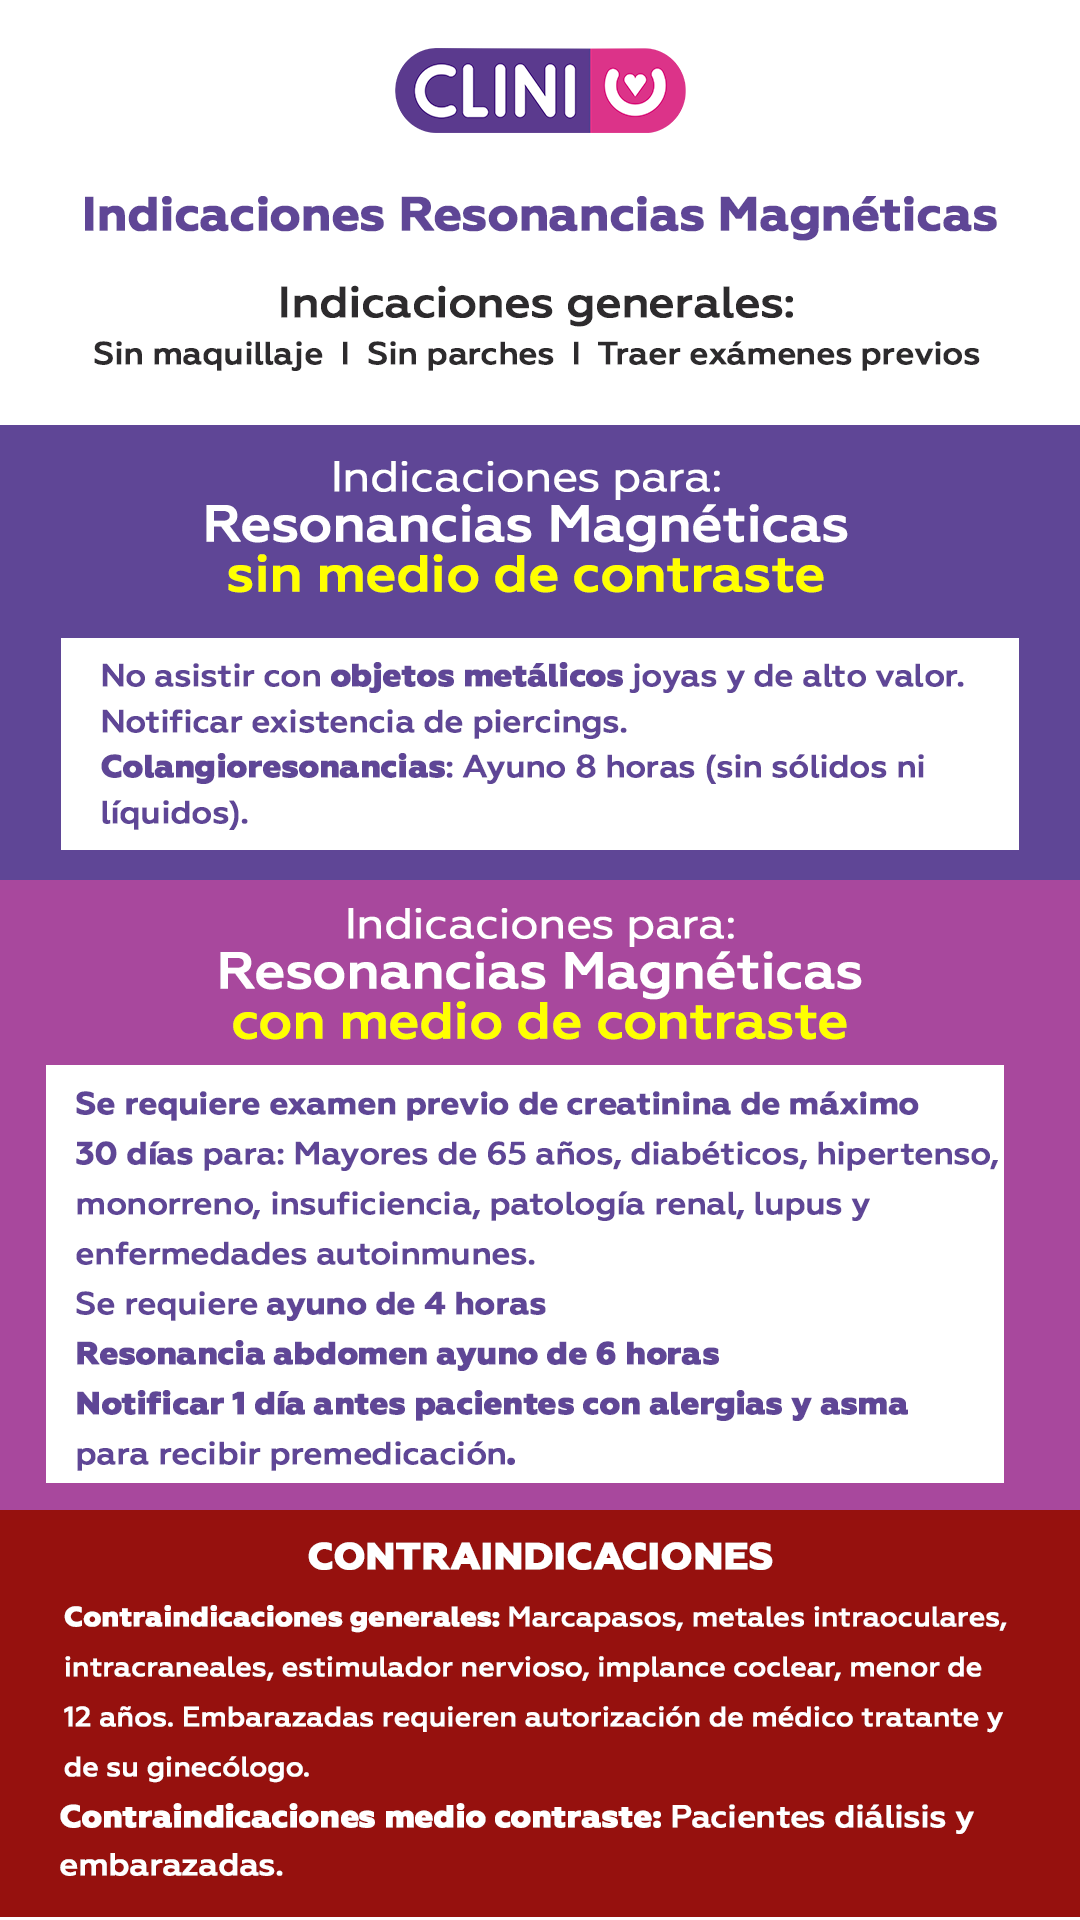 CLINI U
Indicaciones Resonancias Magnéticas
Indicaciones generales:
Sin maquillaje I Sin parches I Traer exámenes previos
Indicaciones para:
Resonancias Magnéticas
sin medio de contraste
No asistir con objetos metálicos joyas y de alto valor.
Notificar existencia de piercings.
Colangioresonancias: Ayuno 8 horas (sin sólidos ni
líquidos).
Indicaciones para:
Resonancias Magnéticas
con medio de contraste
Se requiere examen previo de creatinina de máximo
30 días para: Mayores de 65 años, diabéticos, hipertenso,
monorreno, insuficiencia, patología renal, lupus y
enfermedades autoinmunes.
Se requiere ayuno de 4 horas
Resonancia abdomen ayuno de 6 horas
Notificar 1 día antes pacientes con alergias y asma
para recibir premedicación.
CONTRAINDICACIONES
Contraindicaciones generales: Marcapasos, metales intraoculares,
intracraneales, estimulador nervioso, implance coclear, menor de
12 años. Embarazadas requieren autorización de médico tratante y
de su ginecólogo.
Contraindicaciones medio contraste: Pacientes diálisis y
embarazadas.